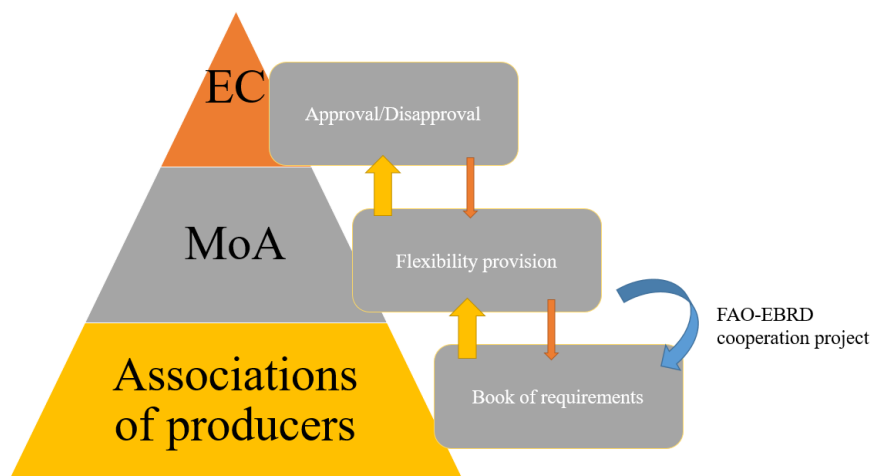 EC
Approval/Disapproval
MoA
Flexibility provision
FAO-EBRD
cooperation project
Associations
of producers
Book of requirements